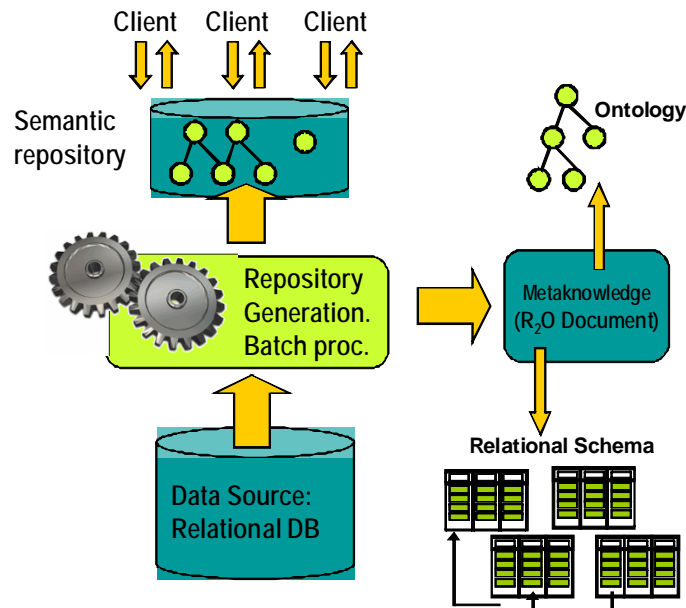 Client Client Client
Semantic
repository
Ontology
Repository
Generation.
Batch proc.
Metaknowledge
(R₂O Document)
Relational Schema
Data Source:
Relational DB